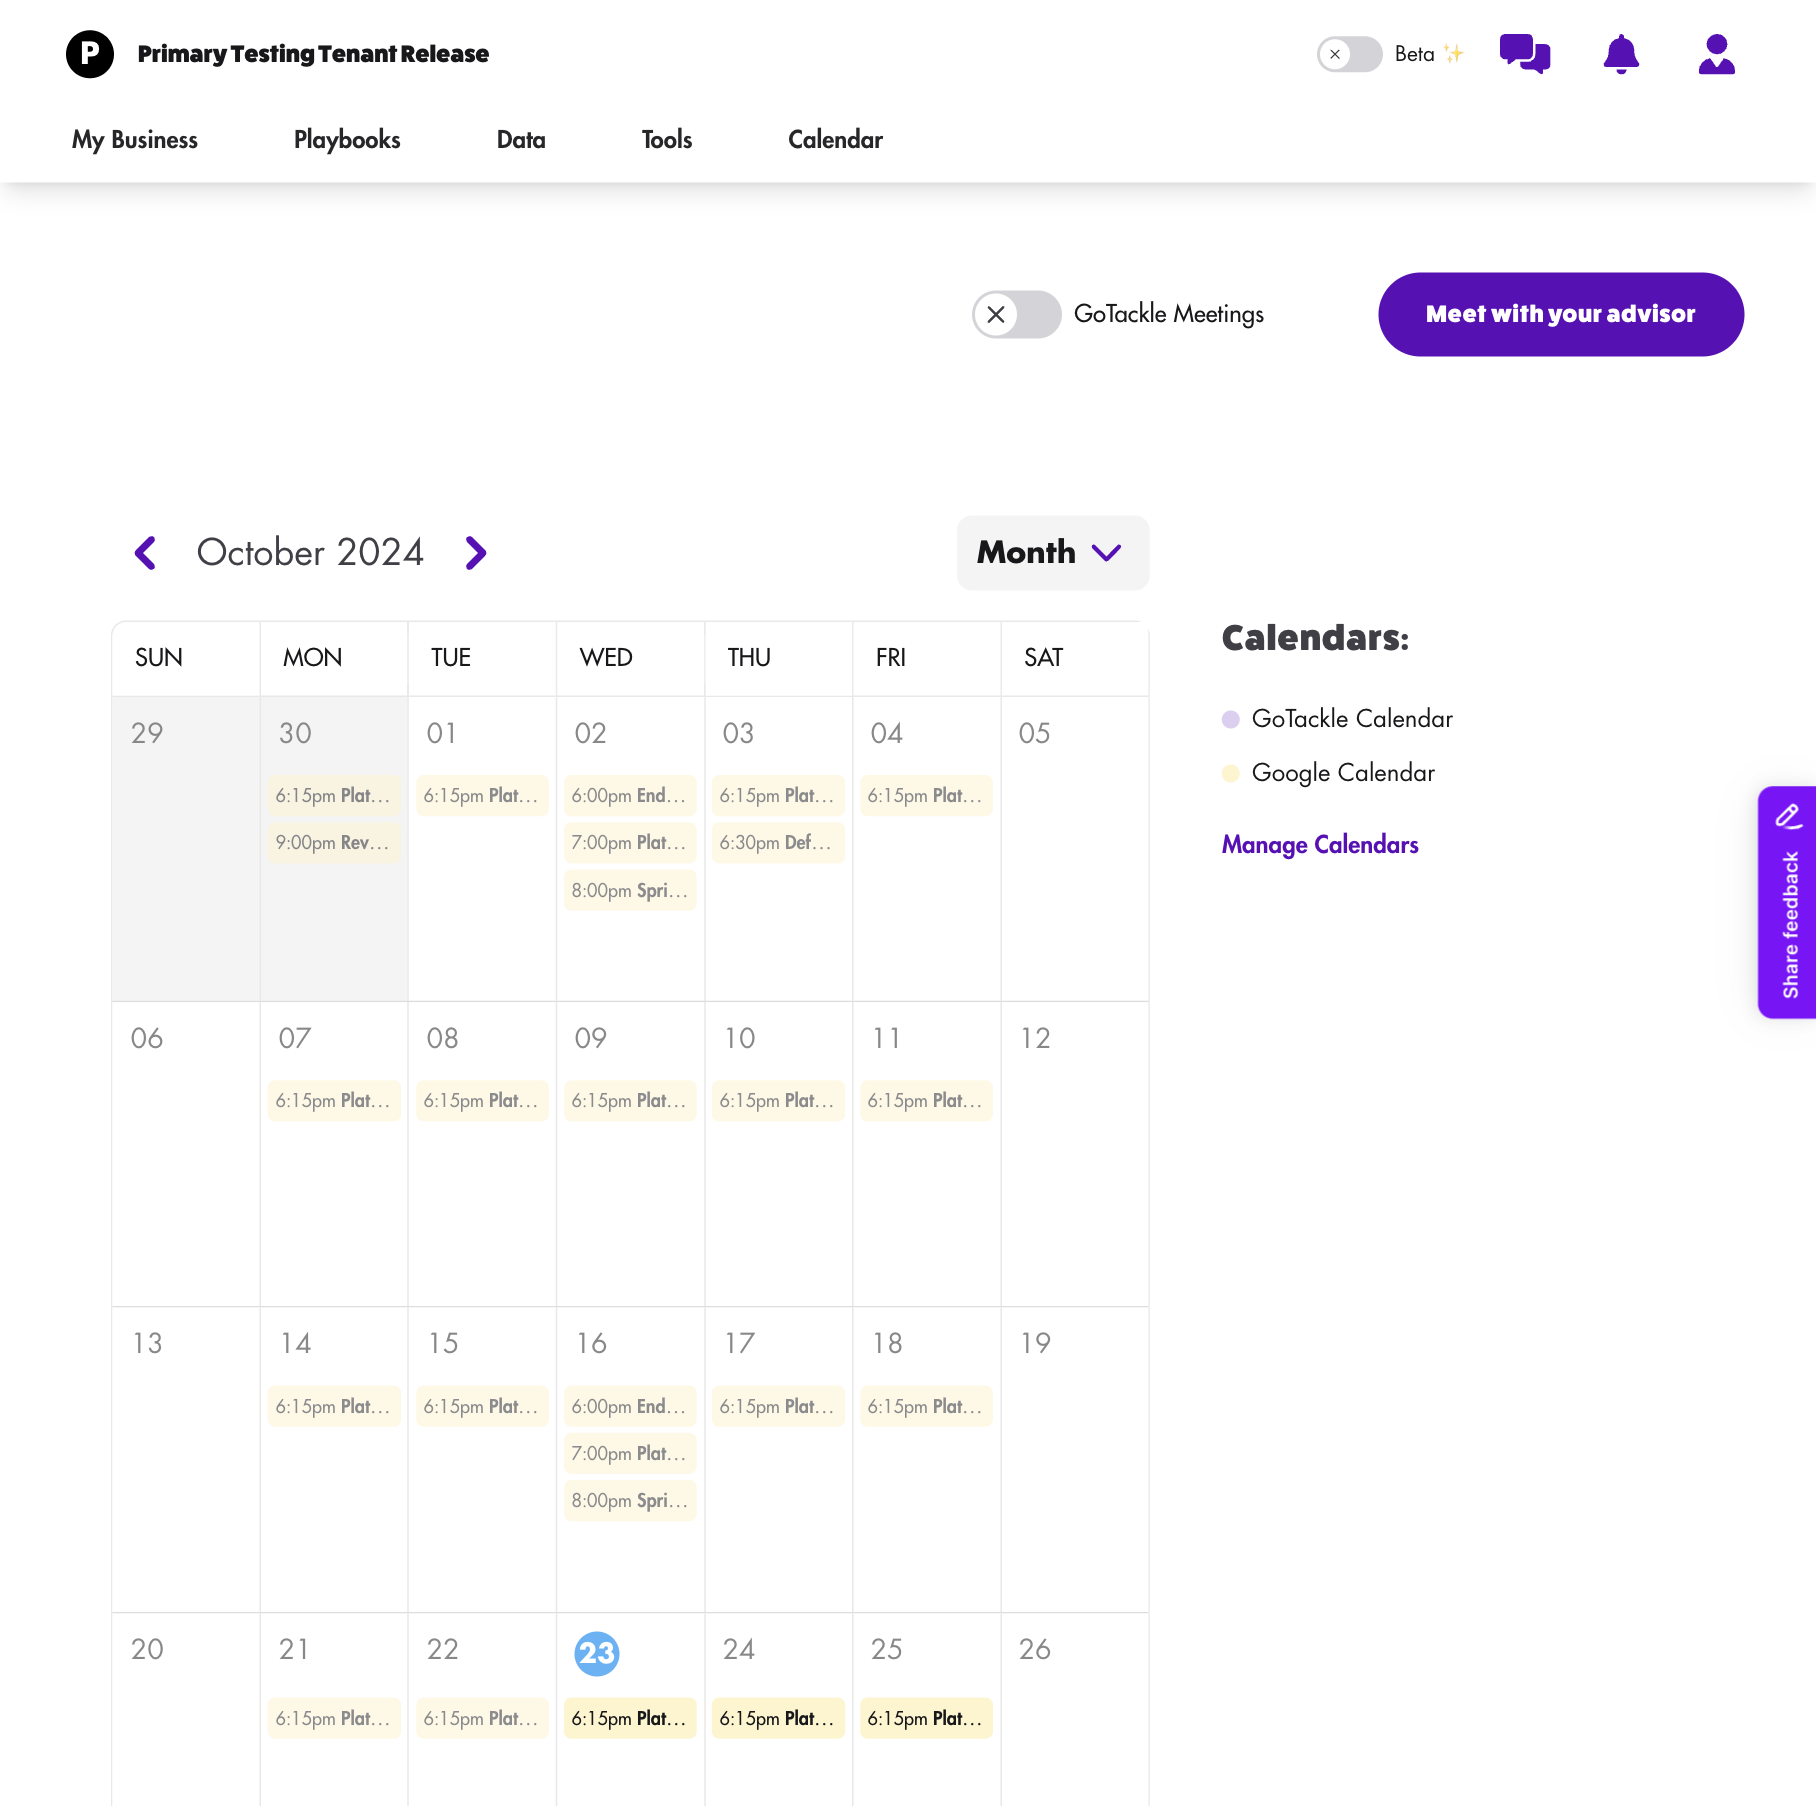 P Primary Testing Tenant Release Beta ✨
My Business Playbooks Data Tools Calendar
GoTackle Meetings Meet with your advisor
October 2024 Month
SUN MON TUE WED THU FRI SAT
29 30 01 02 03 04 05
6:15pm Plat... 6:15pm Plat... 6:00pm End... 6:15pm Plat... 6:15pm Plat...
9:00pm Rev... 7:00pm Plat... 6:30pm Def...
8:00pm Spri...
06 07 08 09 10 11 12
6:15pm Plat... 6:15pm Plat... 6:15pm Plat... 6:15pm Plat... 6:15pm Plat...
13 14 15 16 17 18 19
6:15pm Plat... 6:15pm Plat... 6:00pm End... 6:15pm Plat... 6:15pm Plat...
7:00pm Plat...
8:00pm Spri...
20 21 22 23 24 25 26
6:15pm Plat... 6:15pm Plat... 6:15pm Plat... 6:15pm Plat... 6:15pm Plat...
Calendars:
GoTackle Calendar
Google Calendar
Manage Calendars
Share feedback